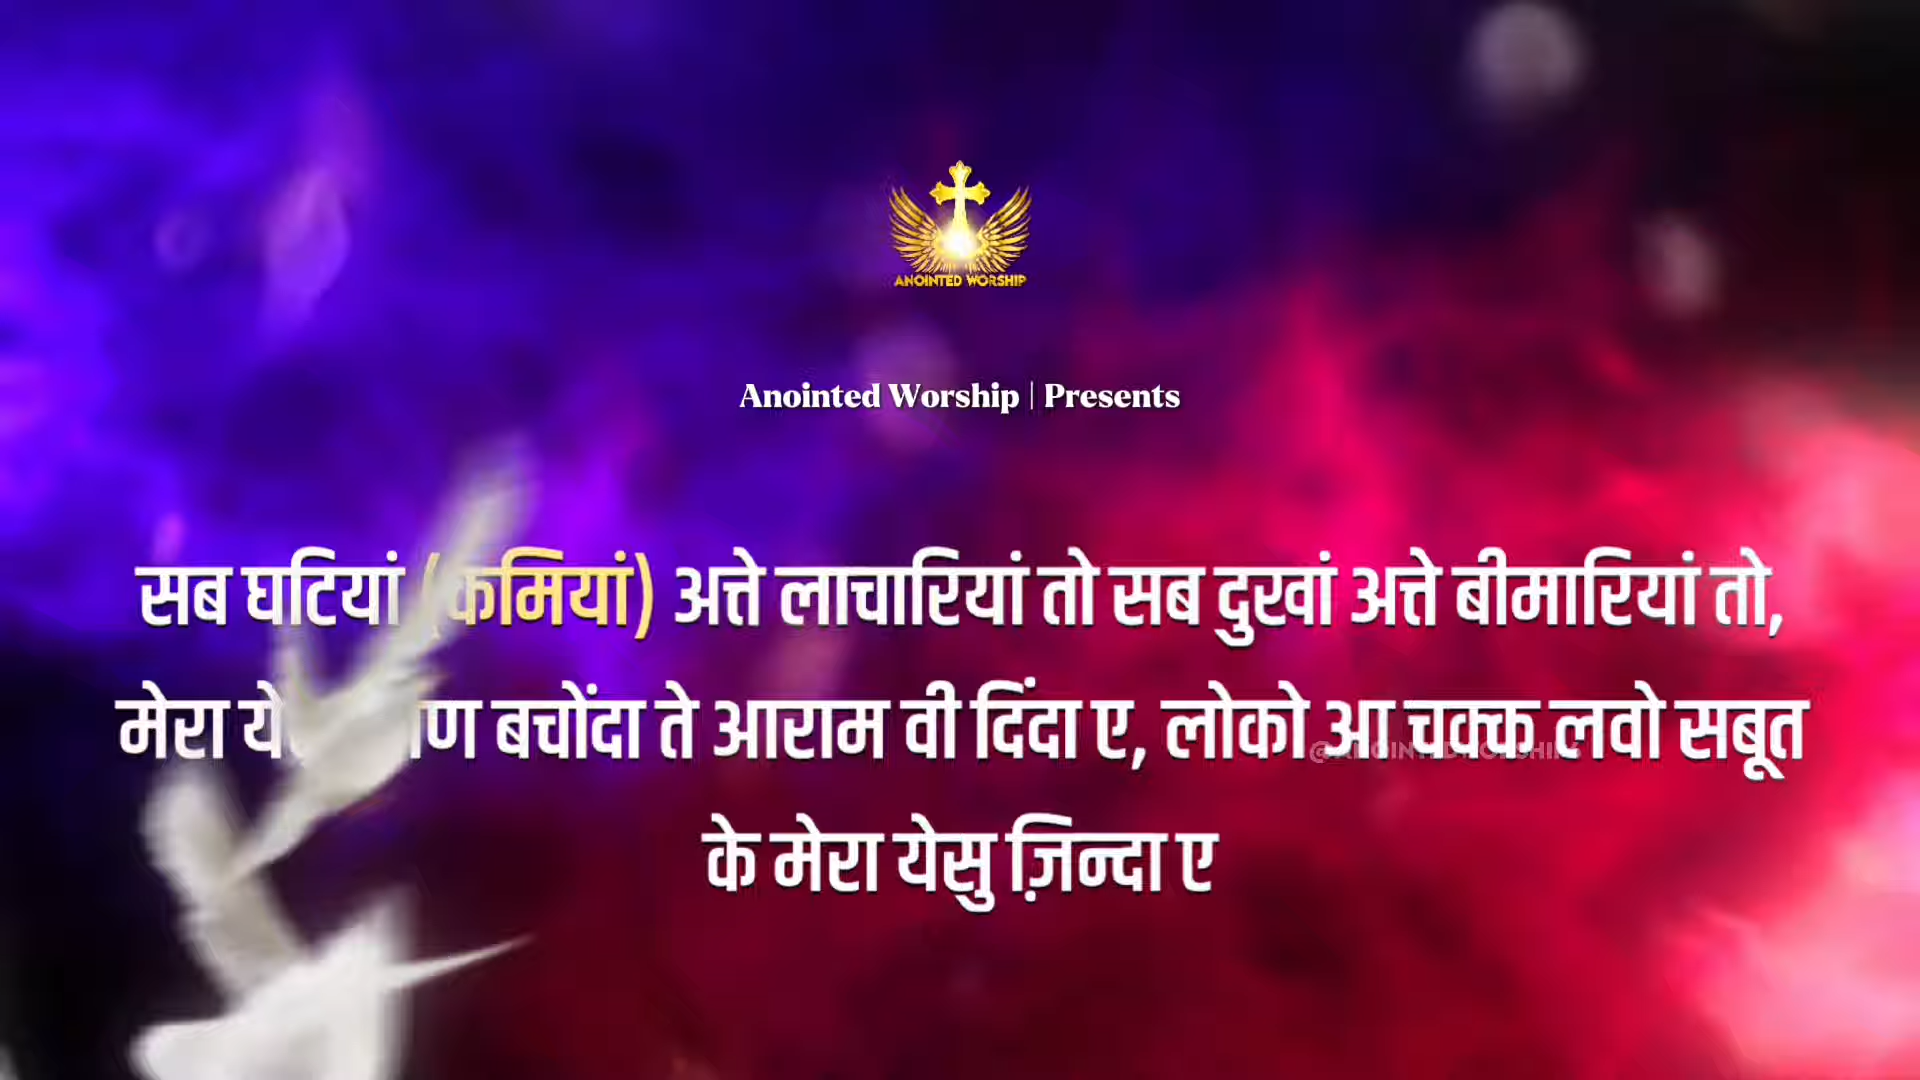 ANOINTED WORSHIP
Anointed Worship | Presents
सब घटियां (कमियां) अत्ते लाचारियां तो सब दुखां अत्ते बीमारियां तो,
मेरा बचोंदा ते आराम वी दिंदा ए, लोको आ चक्क लवो सबूत
के मेरा येसु ज़िन्दा ए